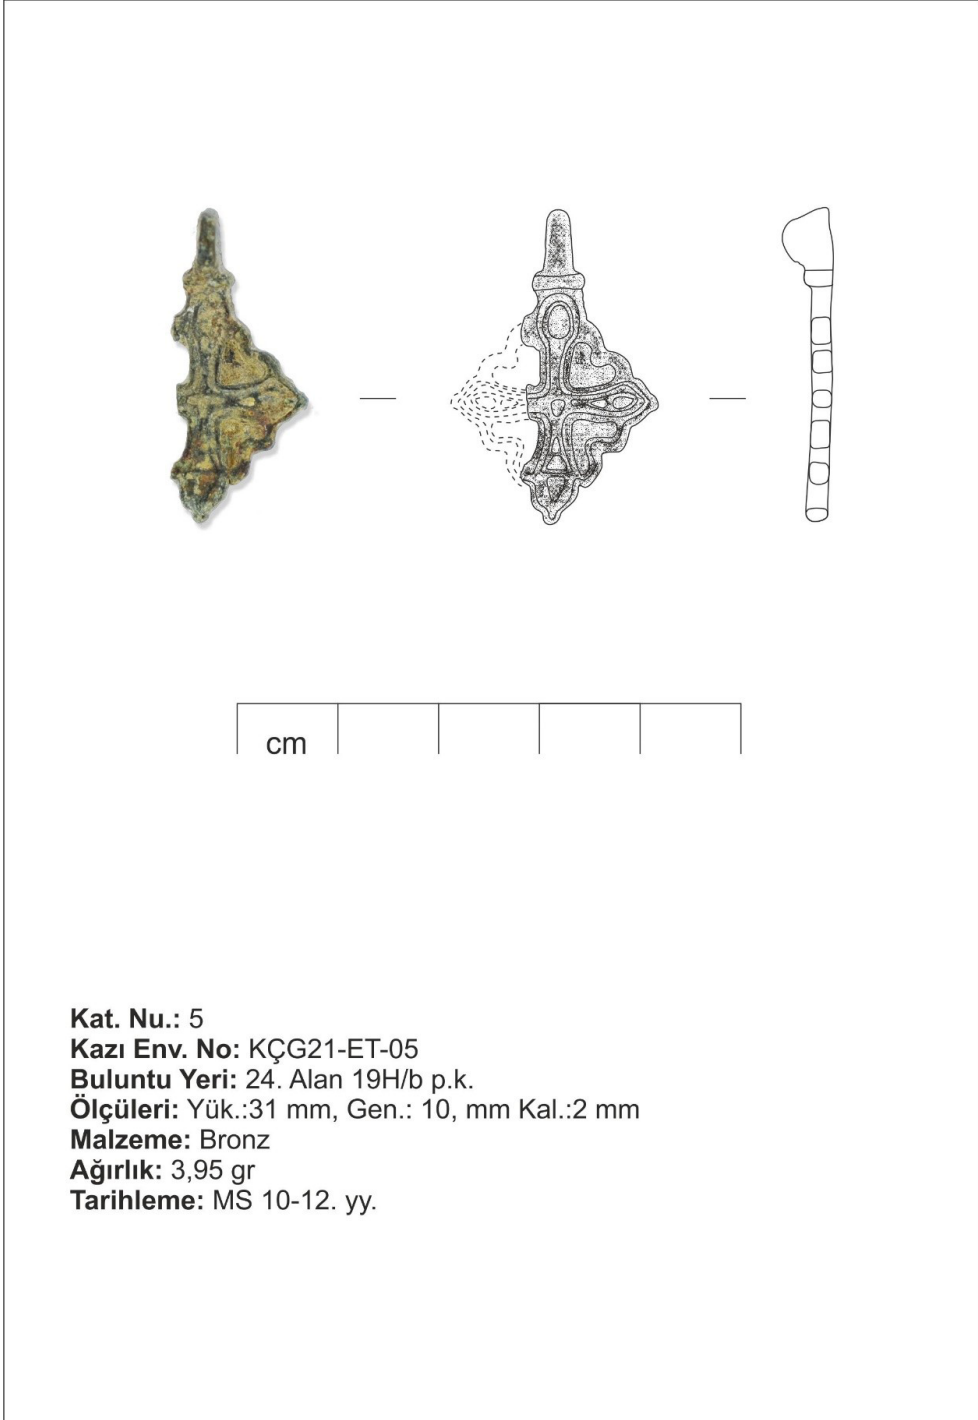 cm
Kat. Nu.: 5
Kazı Env. No: KÇG21-ET-05
Buluntu Yeri: 24. Alan 19H/b p.k.
Ölçüleri: Yük.:31 mm, Gen.: 10, mm Kal.:2 mm
Malzeme: Bronz
Ağırlık: 3,95 gr
Tarihleme: MS 10-12. yy.